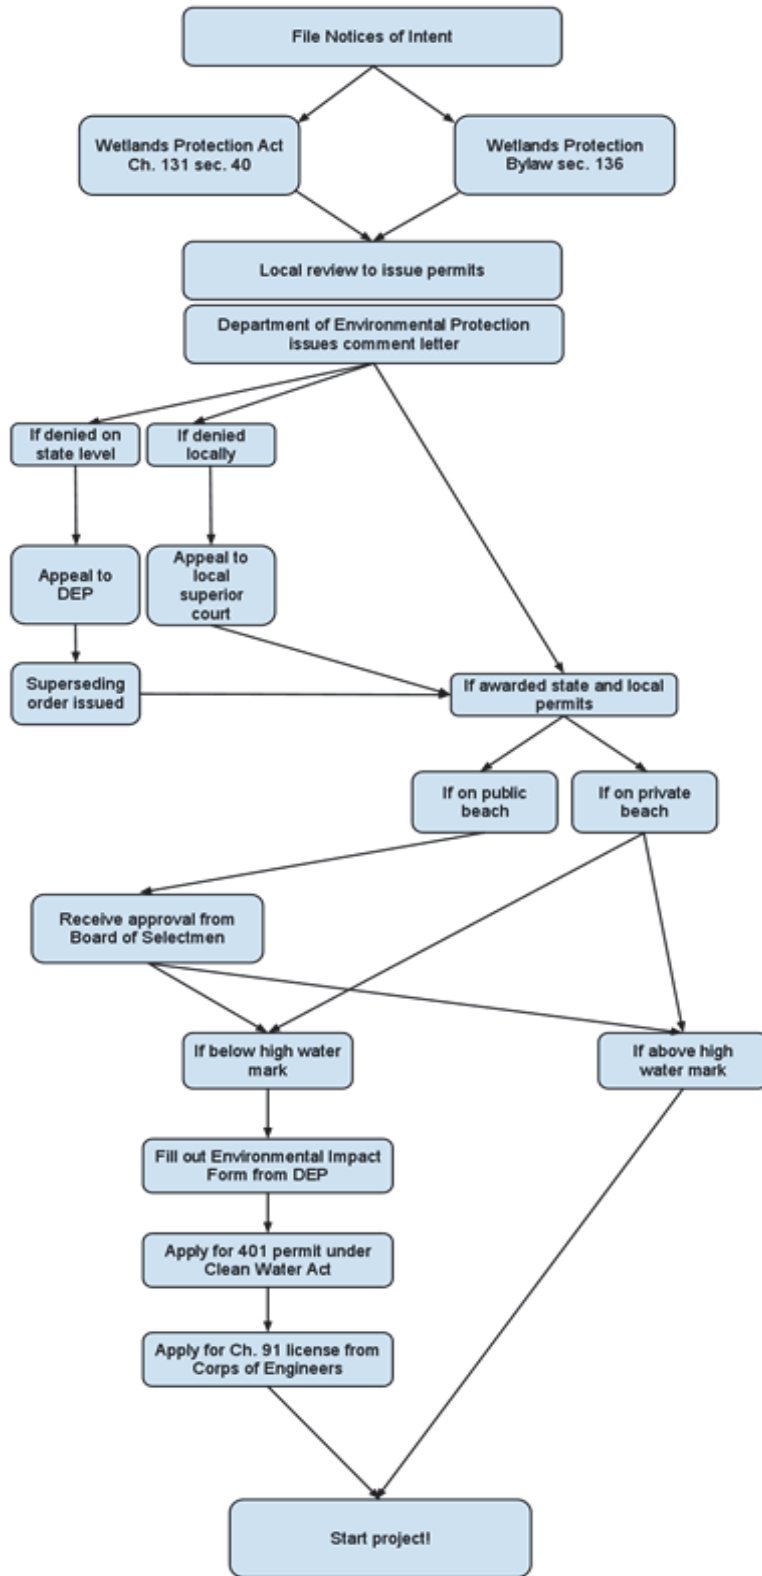 File Notices of Intent
Wetlands Protection Act
Ch. 131 sec. 40
Wetlands Protection
Bylaw sec. 136
Local review to issue permits
Department of Environmental Protection
issues comment letter
If denied on
state level
If denied
locally
Appeal to
DEP
Appeal to
local
superior
court
Superseding
order issued
If awarded state and local
permits
If on public
beach
If on private
beach
Receive approval from
Board of Selectmen
If below high water
mark
If above high
water mark
Fill out Environmental Impact
Form from DEP
Apply for 401 permit under
Clean Water Act
Apply for Ch. 91 license from
Corps of Engineers
Start project!